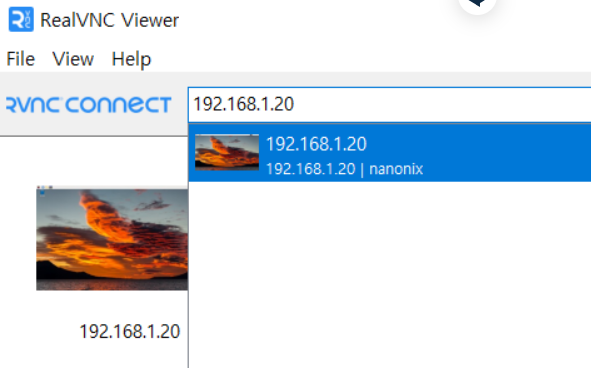 RealVNC Viewer
File View Help
RVNC CONNECT
192.168.1.20
192.168.1.20
192.168.1.20 | nanonix
192.168.1.20